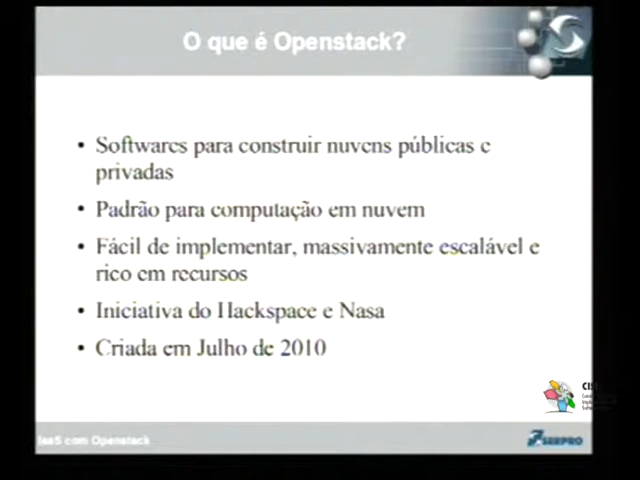 O que é Openstack?
• Softwares para construir nuvens públicas e
privadas
• Padrão para computação em nuvem
• Fácil de implementar, massivamente escalável e
rico em recursos
• Iniciativa do Hackspace e Nasa
• Criada em Julho de 2010
IaaS com Openstack
SERPRO